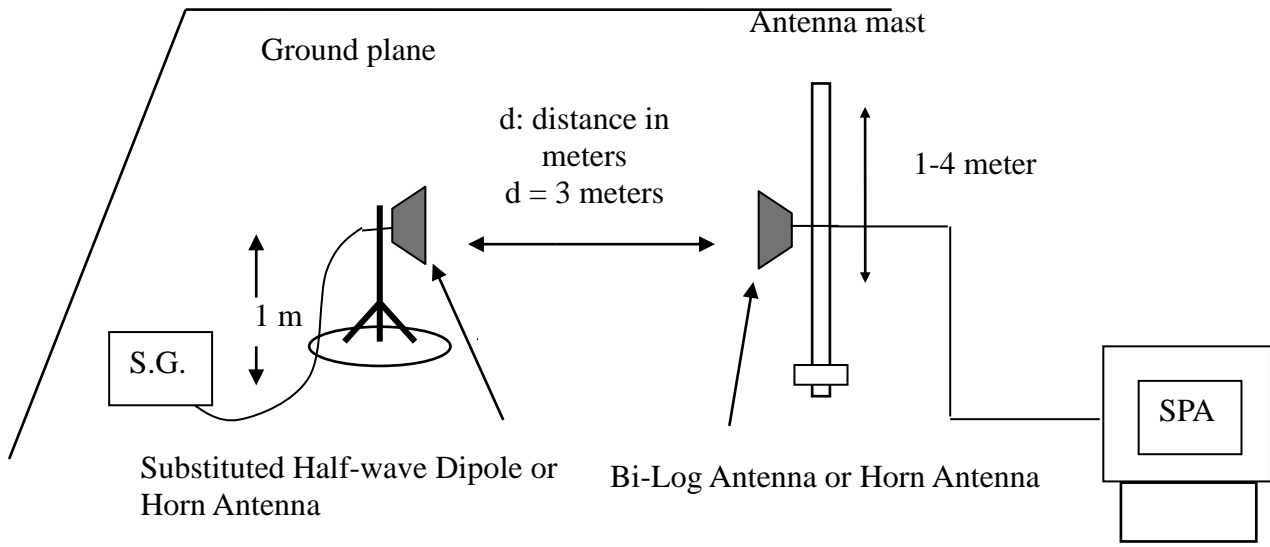 Ground plane
Antenna mast
d: distance in
meters
d = 3 meters
1-4 meter
1 m
S.G.
SPA
Substituted Half-wave Dipole or
Horn Antenna
Bi-Log Antenna or Horn Antenna